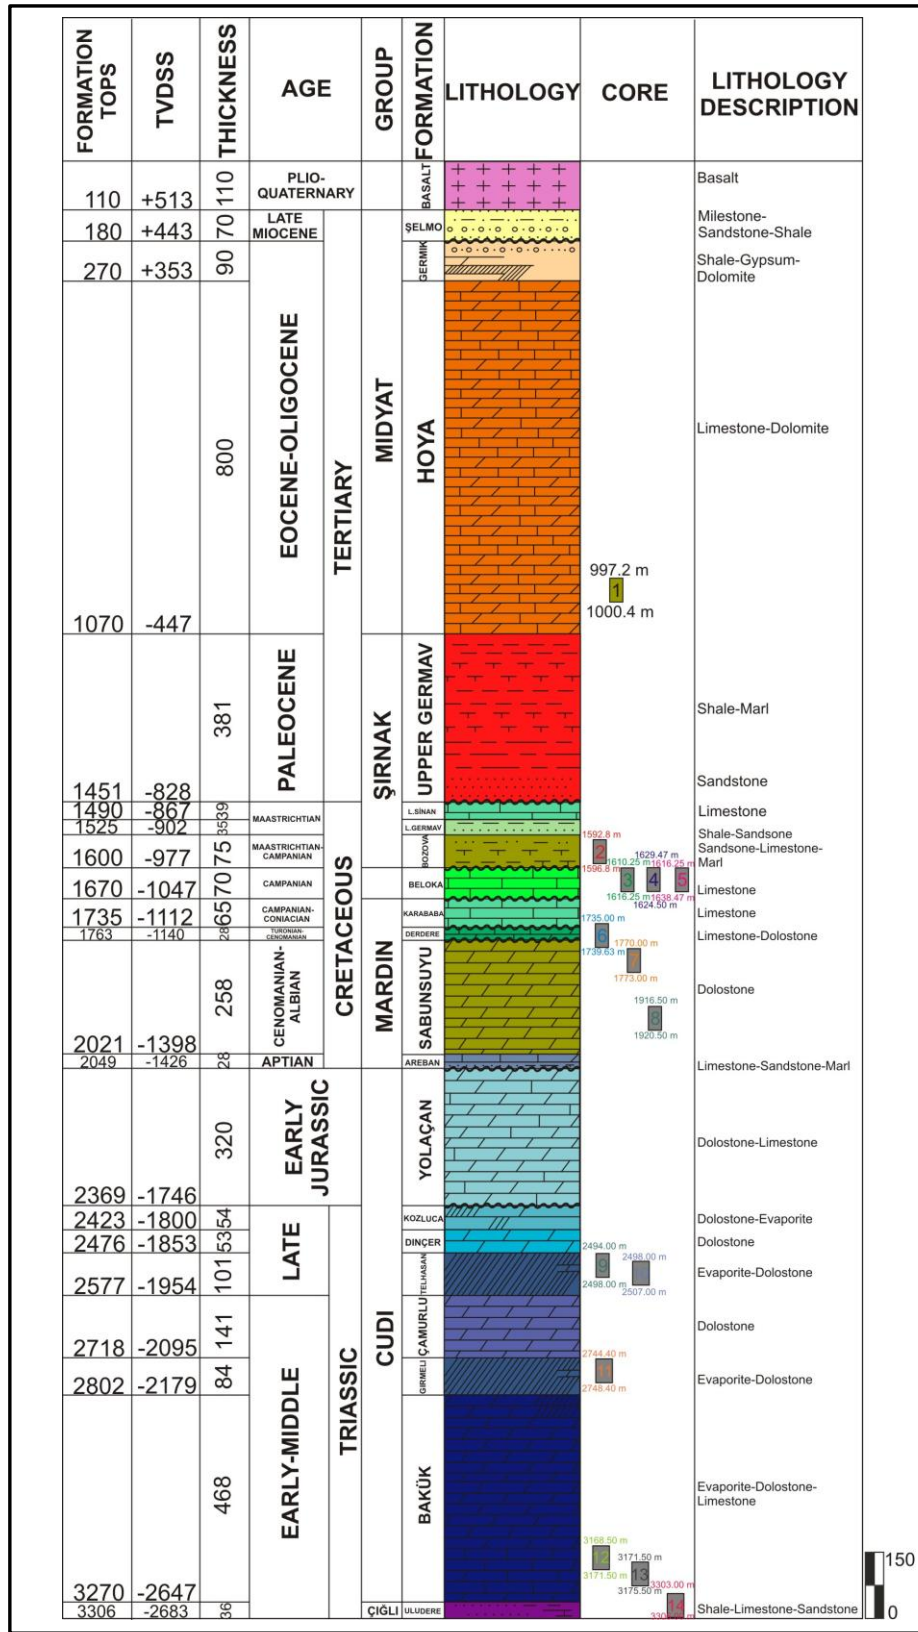 FORMATION TOPS
TVDSS
THICKNESS
AGE
GROUP
FORMATION
LITHOLOGY
CORE
LITHOLOGY DESCRIPTION
110 +513 110 PLIO-QUATERNARY BASALT Basalt
180 +443 70 LATE MIOCENE ŞELMO Milestone-Sandstone-Shale
270 +353 90 GERMIK Shale-Gypsum-Dolomite
1070 -447 800 EOCENE-OLIGOCENE TERTIARY MIDYAT HOYA Limestone-Dolomite
997.2 m
1
1000.4 m
1451 -828 381 PALEOCENE ŞIRNAK UPPER GERMAV Shale-Marl
Sandstone
1490 -867 39 MAASTRICHTIAN L.SİNAN Limestone
1525 -902 35 L.GERMAV Shale-Sandsone
1600 -977 75 MAASTRICHTIAN-CAMPANIAN BOZOVA Sandsone-Limestone-Marl
1592.8 m
2
1596.8 m
1670 -1047 70 CAMPANIAN BELOKA Limestone
1610.25 m
3
1616.25 m
1629.47 m
4
1624.50 m
1616.25 m
5
1638.47 m
1735 -1112 65 CAMPANIAN-CONIACIAN KARABABA Limestone
1763 -1140 28 TURONIAN-CENOMANIAN DERDERE Limestone-Dolostone
1735.00 m
6
1739.63 m
2021 -1398 258 CENOMANIAN-ALBIAN CRETACEOUS MARDIN SABUNSUYU Dolostone
1770.00 m
7
1773.00 m
1916.50 m
8
1920.50 m
2049 -1426 28 APTIAN AREBAN Limestone-Sandstone-Marl
2369 -1746 320 EARLY JURASSIC YOLAÇAN Dolostone-Limestone
2423 -1800 54 LATE KOZLUCA Dolostone-Evaporite
2476 -1853 53 DINÇER Dolostone
2577 -1954 101 TELHASAN Evaporite-Dolostone
2494.00 m
9
2498.00 m
2498.00 m
2507.00 m
2718 -2095 141 CUDI ÇAMURLU Dolostone
2802 -2179 84 GIRMELI Evaporite-Dolostone
2744.40 m
11
2748.40 m
3270 -2647 468 EARLY-MIDDLE TRIASSIC BAKÜK Evaporite-Dolostone-Limestone
3168.50 m
12
3171.50 m
3171.50 m
13
3175.50 m
3306 -2683 36 ÇIĞLI ULUDERE Shale-Limestone-Sandstone
3303.00 m
14
150
0